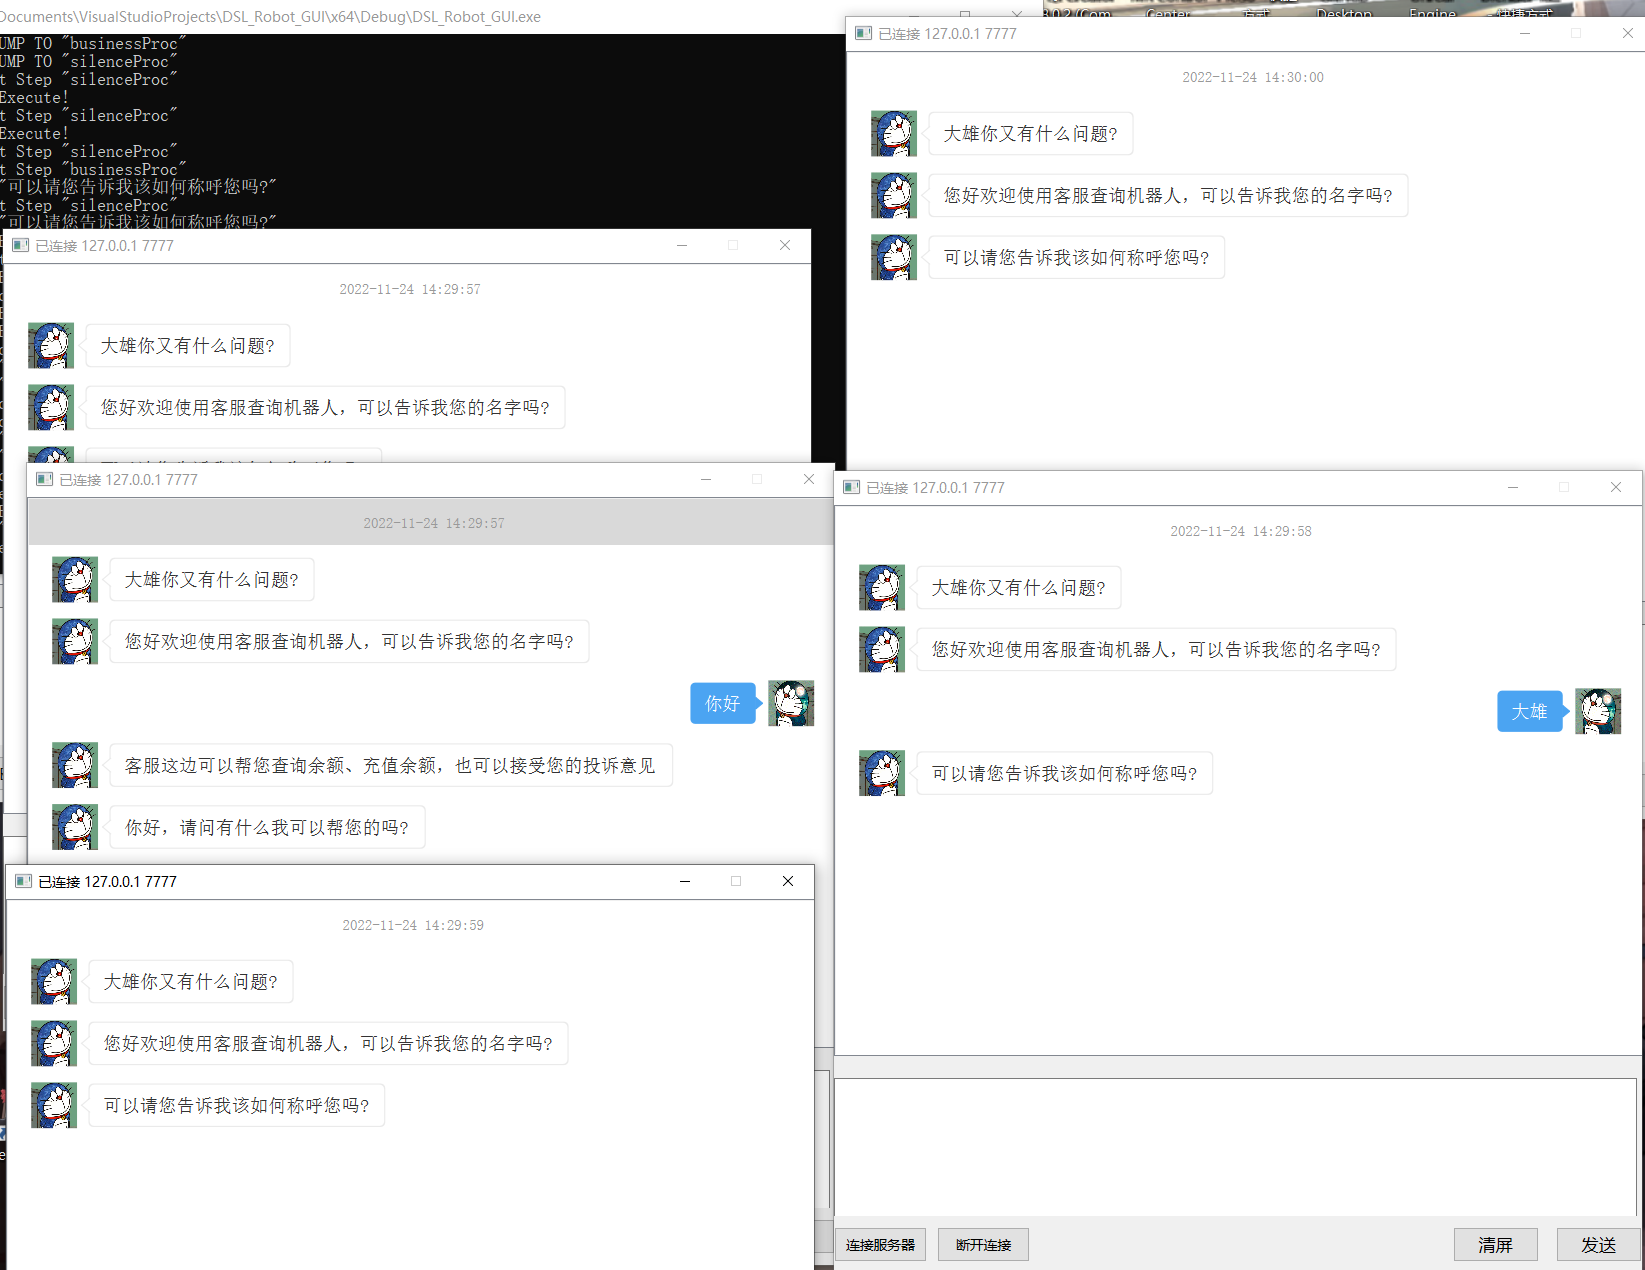 Documents\VisualStudioProjects\DSL_Robot_GUI\x64\Debug\DSL_Robot_GUI.exe
UMP TO "businessProc"
UMP TO "silenceProc"
t Step "silenceProc"
Execute!
t Step "silenceProc"
Execute!
t Step "silenceProc"
t Step "businessProc"
"可以请您告诉我该如何称呼您吗?"
t Step "silenceProc"
"可以请您告诉我该如何称呼您吗?"
Center
方式
Desktop
Engine
快捷方式
已连接 127.0.0.1 7777
2022-11-24 14:30:00
大雄你又有什么问题?
您好欢迎使用客服查询机器人，可以告诉我您的名字吗?
可以请您告诉我该如何称呼您吗?
已连接 127.0.0.1 7777
2022-11-24 14:29:57
大雄你又有什么问题?
您好欢迎使用客服查询机器人，可以告诉我您的名字吗?
已连接 127.0.0.1 7777
2022-11-24 14:29:57
大雄你又有什么问题?
您好欢迎使用客服查询机器人，可以告诉我您的名字吗?
你好
客服这边可以帮您查询余额、充值余额，也可以接受您的投诉意见
你好，请问有什么我可以帮您的吗?
已连接 127.0.0.1 7777
2022-11-24 14:29:58
大雄你又有什么问题?
您好欢迎使用客服查询机器人，可以告诉我您的名字吗?
大雄
可以请您告诉我该如何称呼您吗?
连接服务器
断开连接
清屏
发送
已连接 127.0.0.1 7777
2022-11-24 14:29:59
大雄你又有什么问题?
您好欢迎使用客服查询机器人，可以告诉我您的名字吗?
可以请您告诉我该如何称呼您吗?